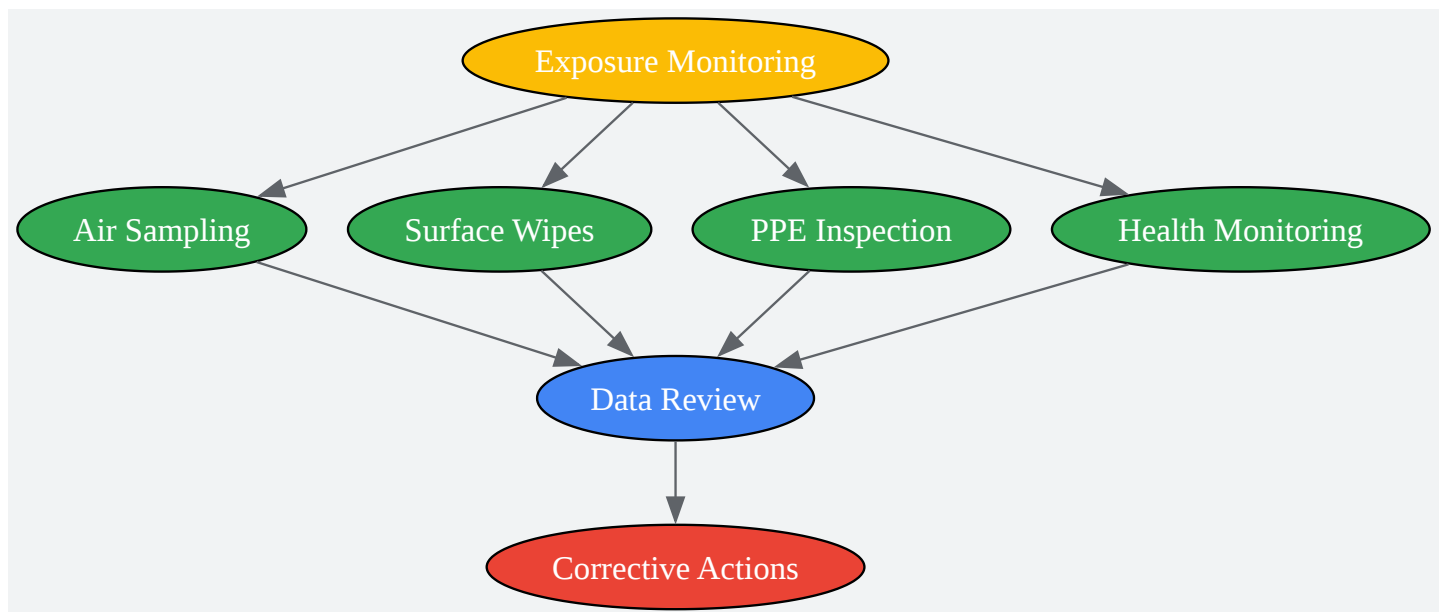 Exposure Monitoring
Air Sampling
Surface Wipes
PPE Inspection
Health Monitoring
Data Review
Corrective Actions